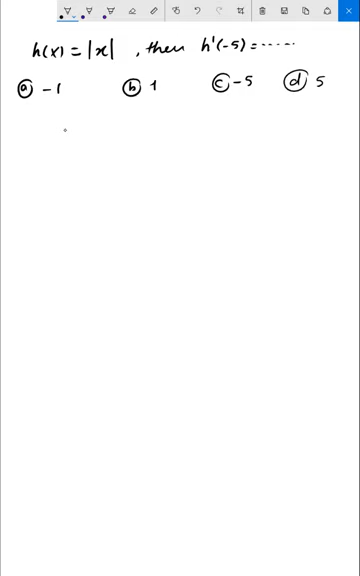 h(x) = |x| , then h'(-5) = ......
ⓐ -1 ⓑ 1 ⓒ -5 ⓓ 5